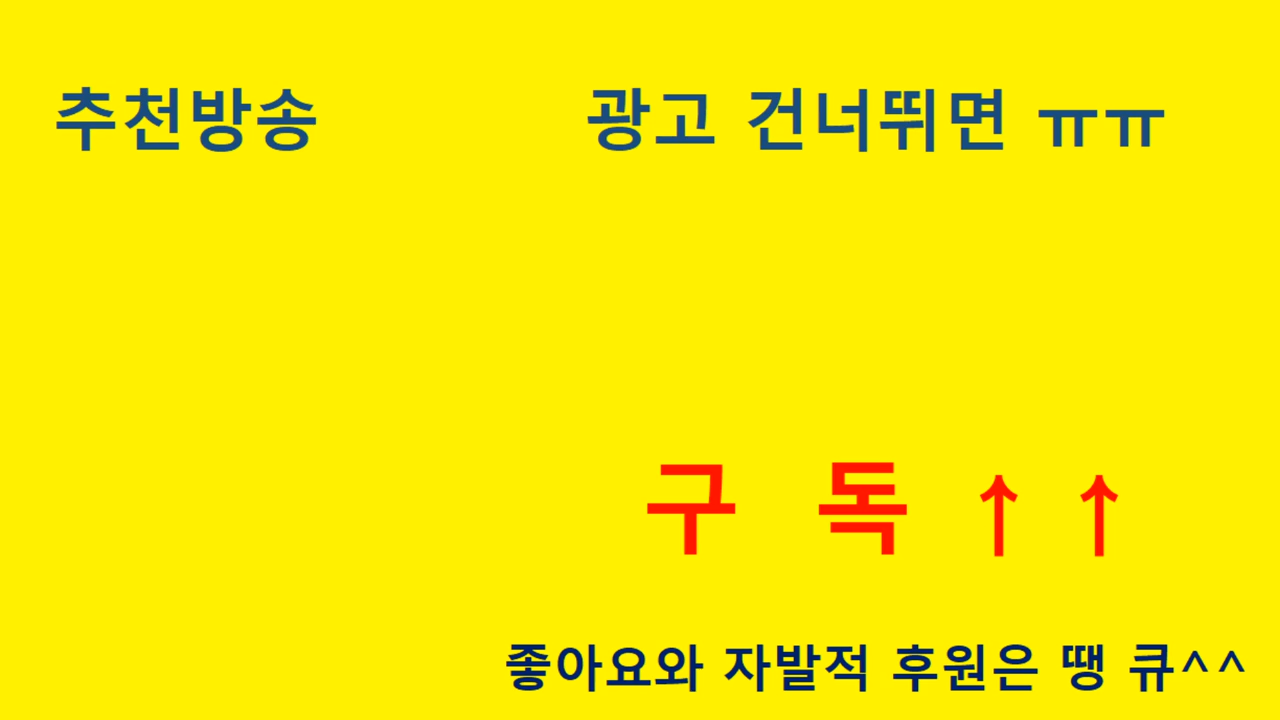 추천방송
광고 건너뛰면 ㅠㅠ
구 독 ↑ ↑
좋아요와 자발적 후원은 땡 큐^^